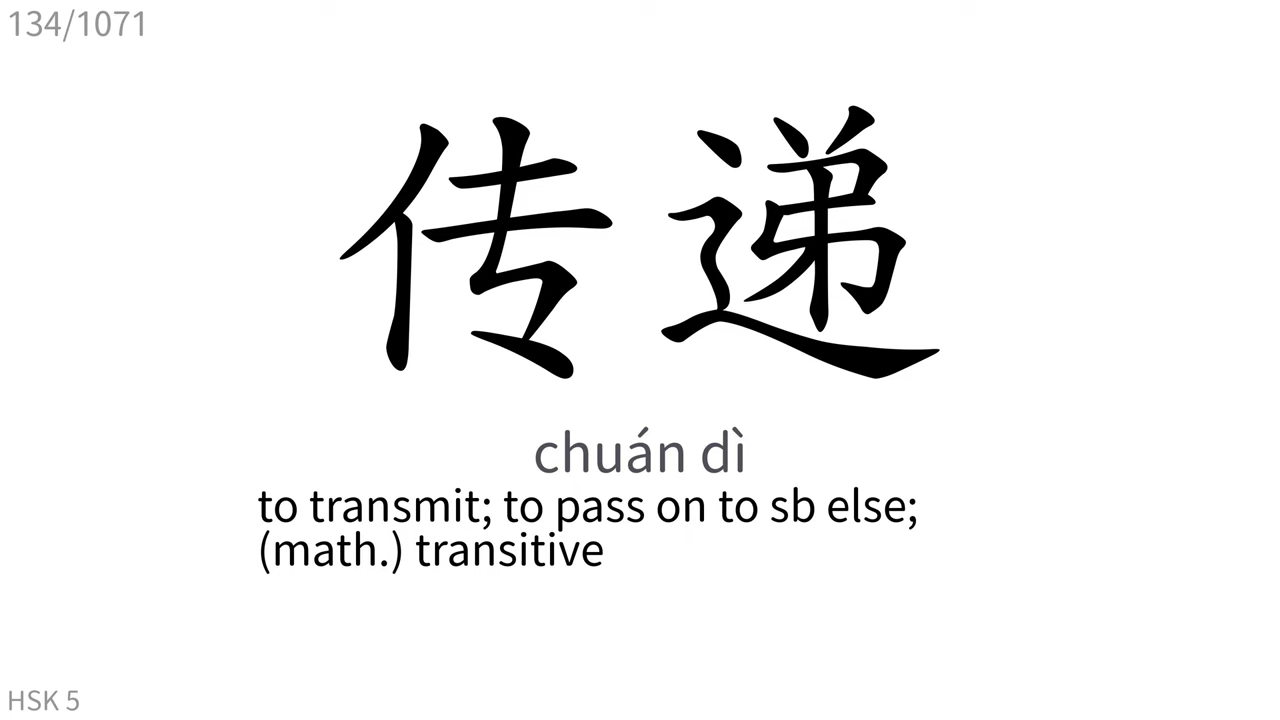 134/1071
传递
chuán dì
to transmit; to pass on to sb else;
(math.) transitive
HSK 5